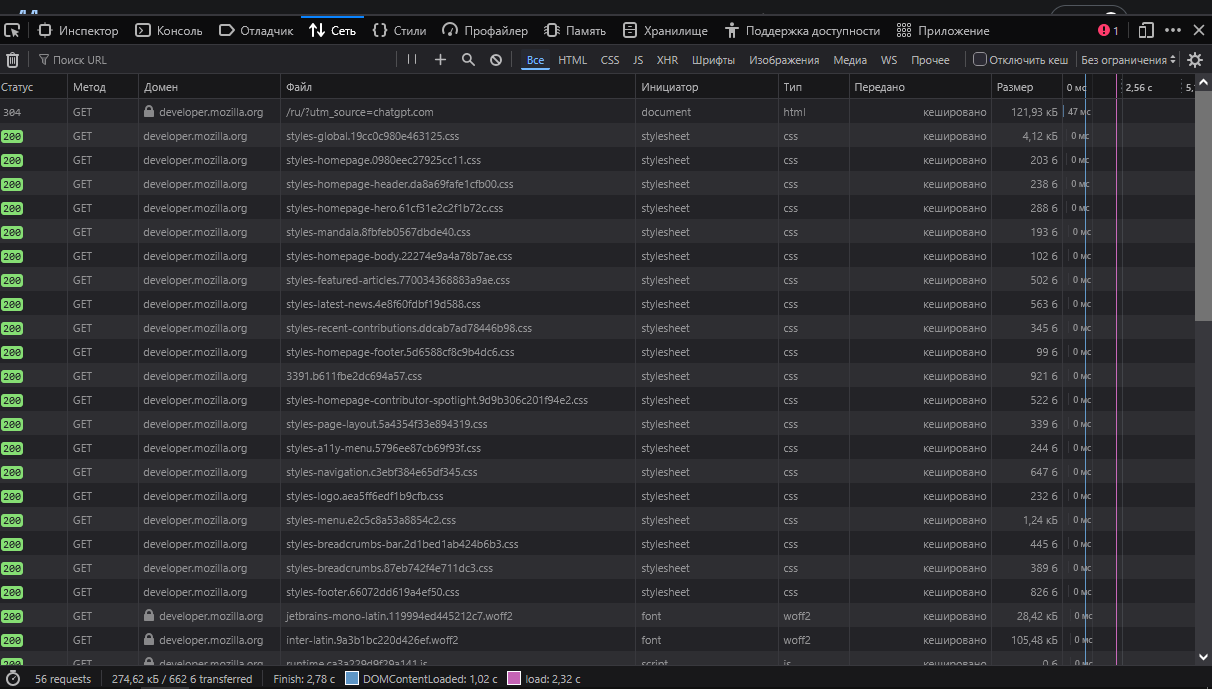 Инспектор Консоль Отладчик Сеть Стили Профайлер Память Хранилище Поддержка доступности Приложение 1
Поиск URL Все HTML CSS JS XHR Шрифты Изображения Медиа WS Прочее Отключить кеш Без ограничения
Статус Метод Домен Файл Инициатор Тип Передано Размер 0 мс 2,56 с 5,
304 GET developer.mozilla.org /ru/?utm_source=chatgpt.com document html кешировано 121,93 кБ 47 мс
200 GET developer.mozilla.org styles-global.19cc0c980e463125.css stylesheet css кешировано 4,12 кБ 0 мс
200 GET developer.mozilla.org styles-homepage.0980eec27925cc11.css stylesheet css кешировано 203 б 0 мс
200 GET developer.mozilla.org styles-homepage-header.da8a69fafe1cfb00.css stylesheet css кешировано 238 б 0 мс
200 GET developer.mozilla.org styles-homepage-hero.61cf31e2c2f1b72c.css stylesheet css кешировано 288 б 0 мс
200 GET developer.mozilla.org styles-mandala.8fbfeb0567dbde40.css stylesheet css кешировано 193 б 0 мс
200 GET developer.mozilla.org styles-homepage-body.22274e9a4a78b7ae.css stylesheet css кешировано 102 б 0 мс
200 GET developer.mozilla.org styles-featured-articles.770034368883a9ae.css stylesheet css кешировано 502 б 0 мс
200 GET developer.mozilla.org styles-latest-news.4e8f60fdbf19d588.css stylesheet css кешировано 563 б 0 мс
200 GET developer.mozilla.org styles-recent-contributions.ddcab7ad78446b98.css stylesheet css кешировано 345 б 0 мс
200 GET developer.mozilla.org styles-homepage-footer.5d6588cf8c9b4dc6.css stylesheet css кешировано 99 б 0 мс
200 GET developer.mozilla.org 3391.b611fbe2dc694a57.css stylesheet css кешировано 921 б 0 мс
200 GET developer.mozilla.org styles-homepage-contributor-spotlight.9d9b306c201f94e2.css stylesheet css кешировано 522 б 0 мс
200 GET developer.mozilla.org styles-page-layout.5a4354f33e894319.css stylesheet css кешировано 339 б 0 мс
200 GET developer.mozilla.org styles-a11y-menu.5796ee87cb69f93f.css stylesheet css кешировано 244 б 0 мс
200 GET developer.mozilla.org styles-navigation.c3ebf384e65df345.css stylesheet css кешировано 647 б 0 мс
200 GET developer.mozilla.org styles-logo.aea5ff6edf1b9cfb.css stylesheet css кешировано 232 б 0 мс
200 GET developer.mozilla.org styles-menu.e2c5c8a53a8854c2.css stylesheet css кешировано 1,24 кБ 0 мс
200 GET developer.mozilla.org styles-breadcrumbs-bar.2d1bed1ab424b6b3.css stylesheet css кешировано 445 б 0 мс
200 GET developer.mozilla.org styles-breadcrumbs.87eb742f4e711dc3.css stylesheet css кешировано 389 б 0 мс
200 GET developer.mozilla.org styles-footer.66072dd619a4ef50.css stylesheet css кешировано 826 б 0 мс
200 GET developer.mozilla.org jetbrains-mono-latin.119994ed445212c7.woff2 font woff2 кешировано 28,42 кБ 0 мс
200 GET developer.mozilla.org inter-latin.9a3b1bc220d426ef.woff2 font woff2 кешировано 105,48 кБ 0 мс
200 GET developer.mozilla.org runtime.ca3a229d9f29a141.js script js кешировано 0 б 0 мс
56 requests 274,62 кБ / 662 б transferred Finish: 2,78 с DOMContentLoaded: 1,02 с load: 2,32 с